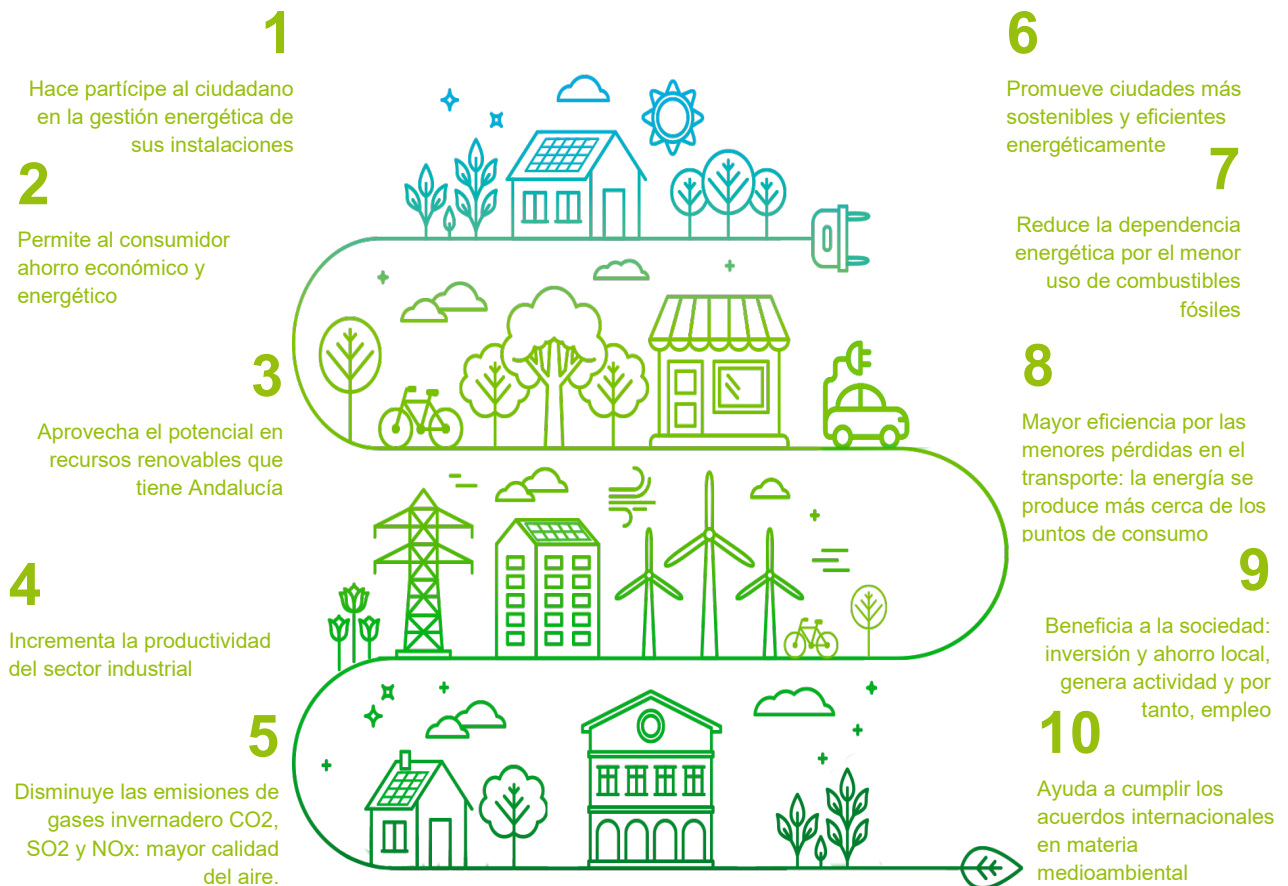 1
Hace partícipe al ciudadano
en la gestión energética de
sus instalaciones
2
Permite al consumidor
ahorro económico y
energético
3
Aprovecha el potencial en
recursos renovables que
tiene Andalucía
4
Incrementa la productividad
del sector industrial
5
Disminuye las emisiones de
gases invernadero CO2,
SO2 y NOx: mayor calidad
del aire.
6
Promueve ciudades más
sostenibles y eficientes
energéticamente
7
Reduce la dependencia
energética por el menor
uso de combustibles
fósiles
8
Mayor eficiencia por las
menores pérdidas en el
transporte: la energía se
produce más cerca de los
puntos de consumo
9
Beneficia a la sociedad:
inversión y ahorro local,
genera actividad y por
tanto, empleo
10
Ayuda a cumplir los
acuerdos internacionales
en materia
medioambiental